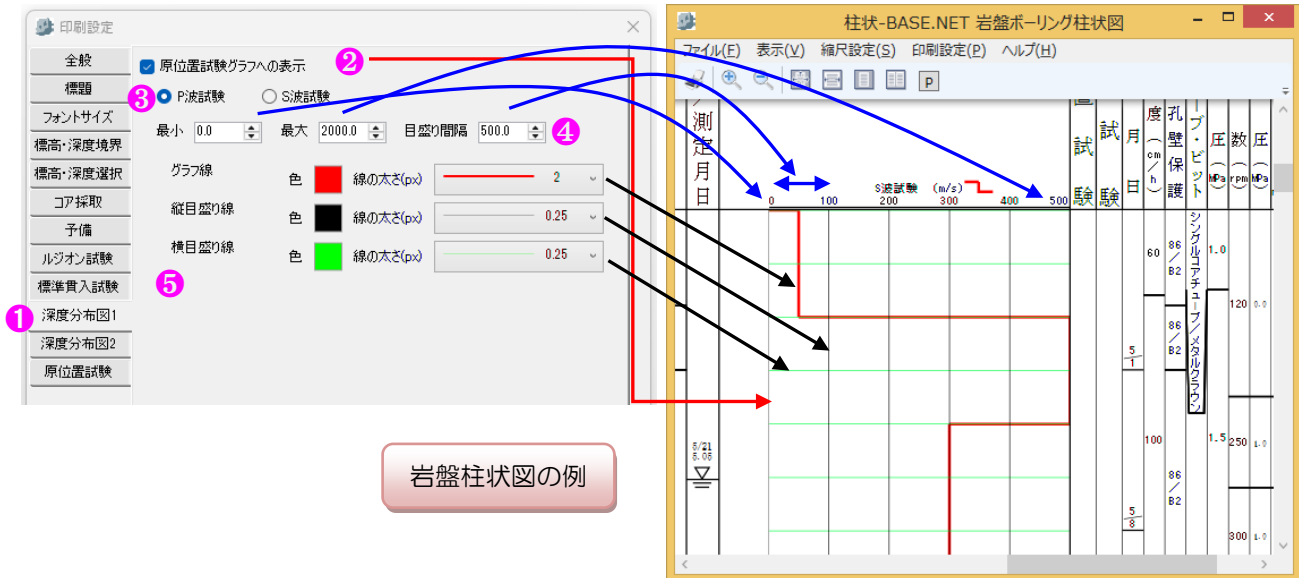 印刷設定
全般
標題
フォントサイズ
標高・深度境界
標高・深度選択
コア採取
予備
ルジオン試験
標準貫入試験
❶ 深度分布図1
深度分布図2
原位置試験
原位置試験グラフへの表示 ❷
❸ P波試験 S波試験
最小 0.0 最大 2000.0 目盛り間隔 500.0 ❹
グラフ線 色 線の太さ(px) 2
縦目盛り線 色 線の太さ(px) 0.25
横目盛り線 色 線の太さ(px) 0.25
❺
岩盤柱状図の例
柱状-BASE.NET 岩盤ボーリング柱状図
ファイル(F) 表示(V) 縮尺設定(S) 印刷設定(P) ヘルプ(H)
P
測定月日
S波試験 (m/s)
0 100 200 300 400 500
試験
試験
月日
度(cm/h)
孔壁保護
ーブ・ビット
圧(MPa)
数(rpm)
圧(MPa)
5/21
5.05
5/1
5/8
60
100
86/B2
86/B2
86/B2
シングルコアチューブ/メタルクラウン
1.0
1.5
120
250
300
0.0
1.0
1.0